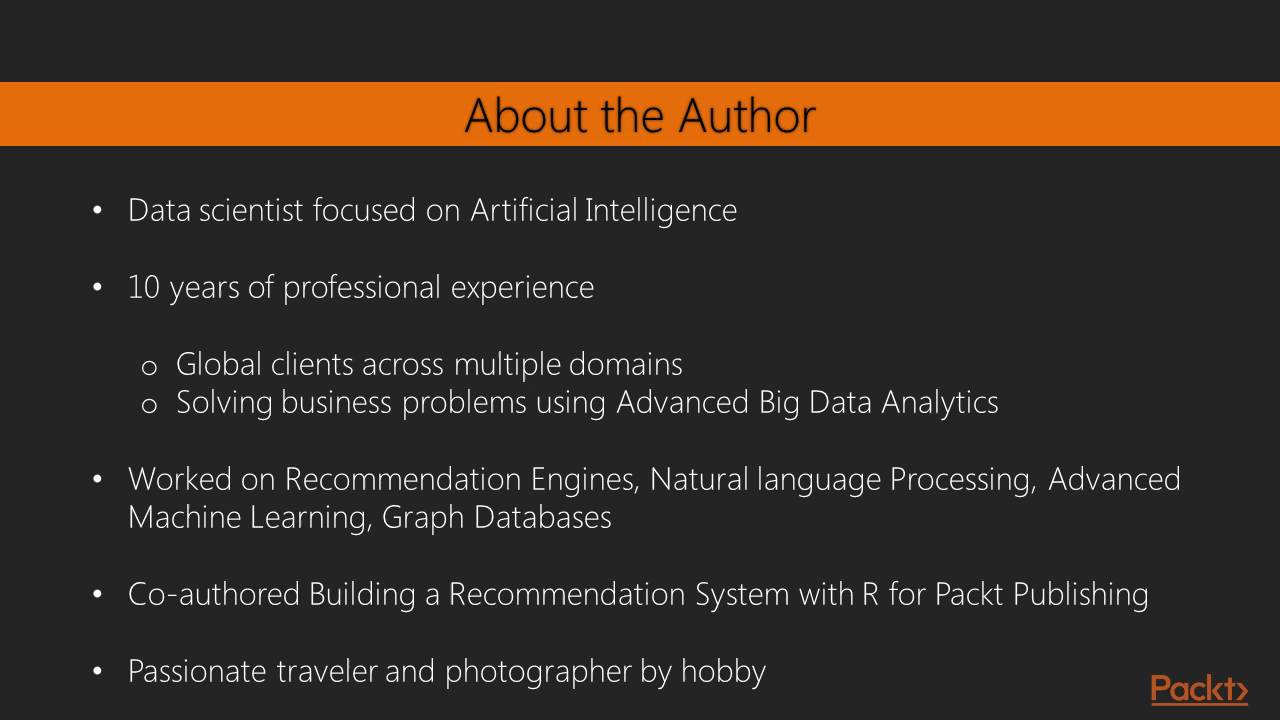 About the Author
• Data scientist focused on Artificial Intelligence
• 10 years of professional experience
o Global clients across multiple domains
o Solving business problems using Advanced Big Data Analytics
• Worked on Recommendation Engines, Natural language Processing, Advanced
Machine Learning, Graph Databases
• Co-authored Building a Recommendation System with R for Packt Publishing
• Passionate traveler and photographer by hobby
Packt>